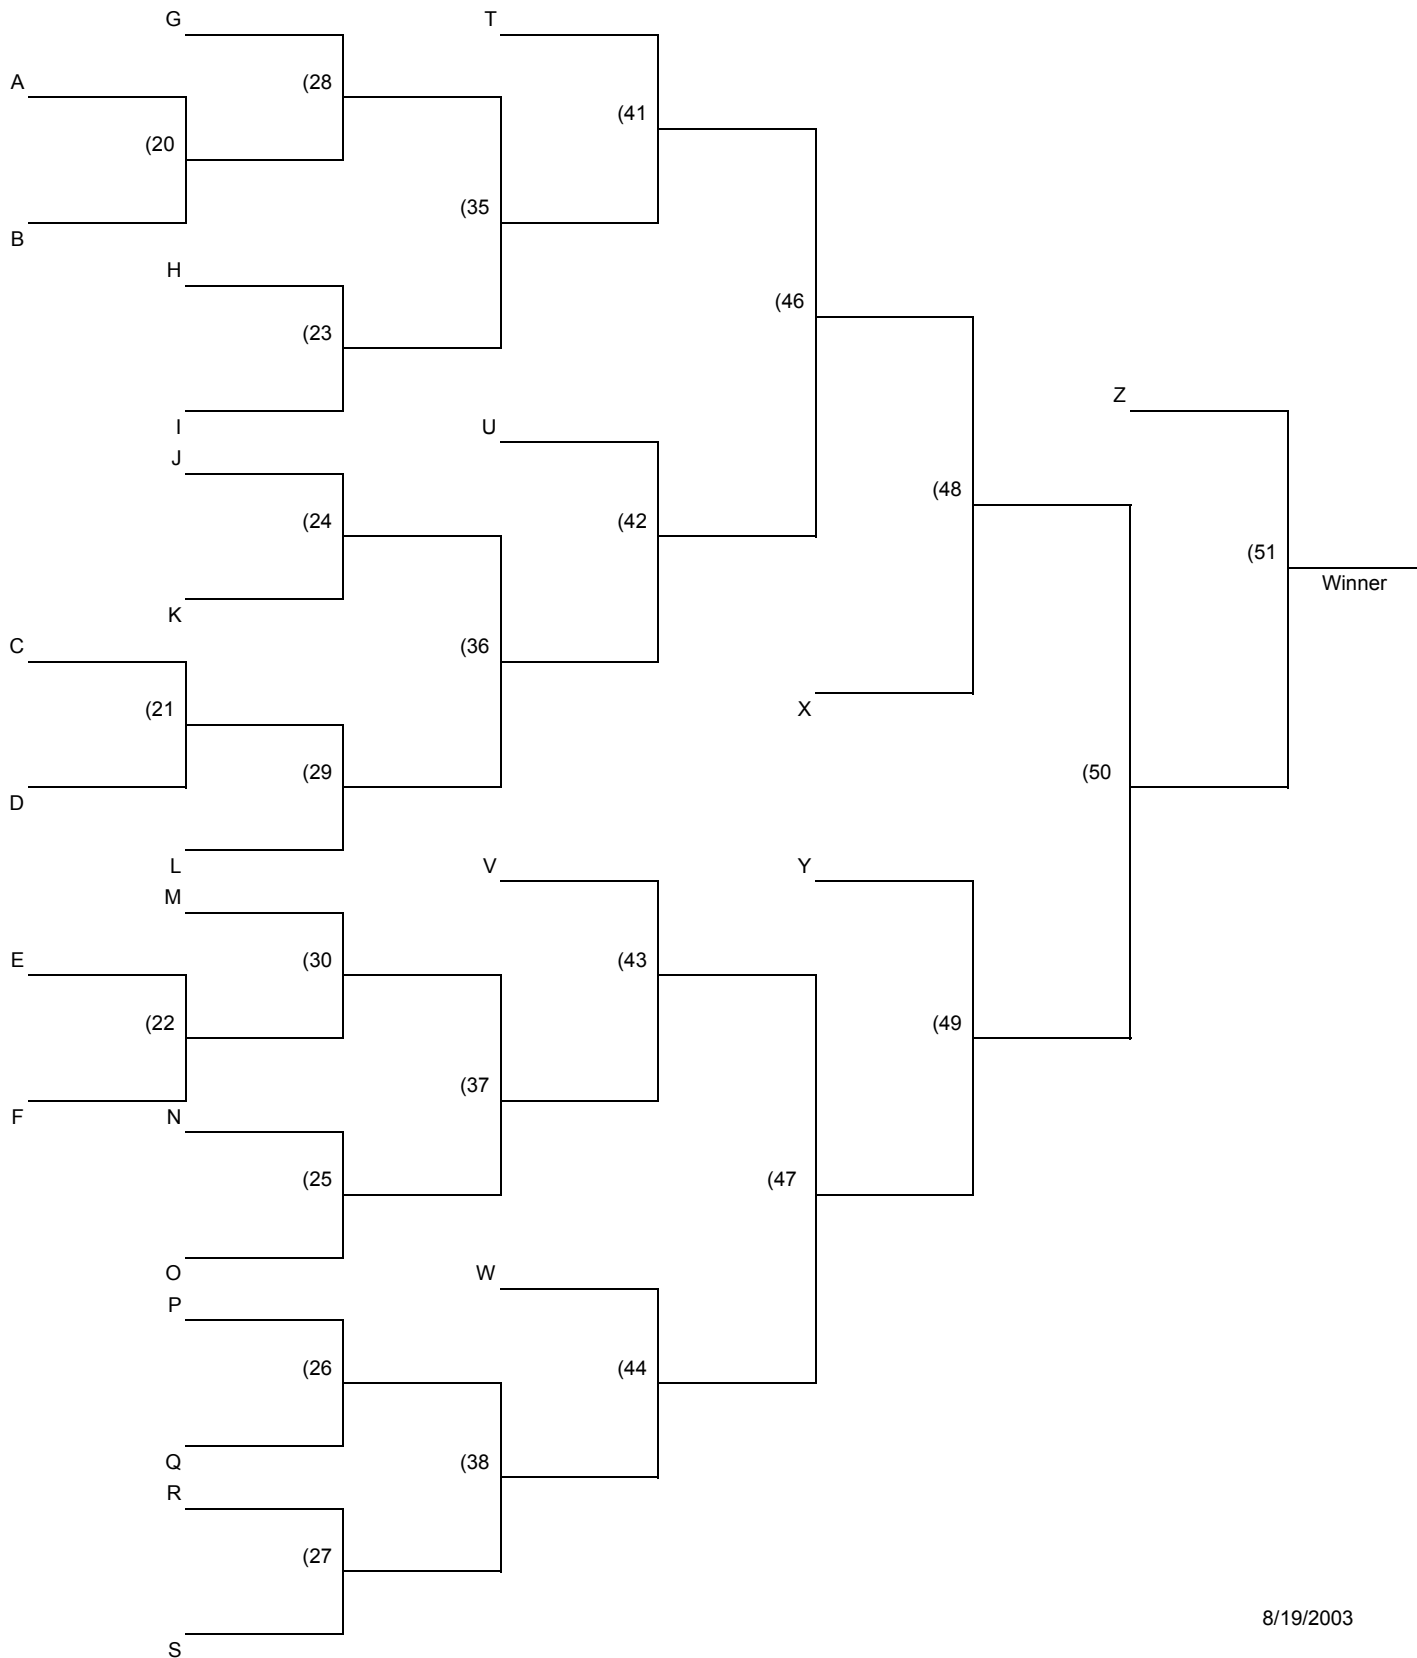 G T
A (28
(41
(20
(35
B
H
(46
(23
Z
I U
J
(48
(24 (42
(51
Winner
K
C (36
(21 X
(29 (50
D
L V Y
M
E (30 (43
(22 (49
(37
F N
(25 (47
O W
P
(26 (44
Q (38
R
(27
8/19/2003
S